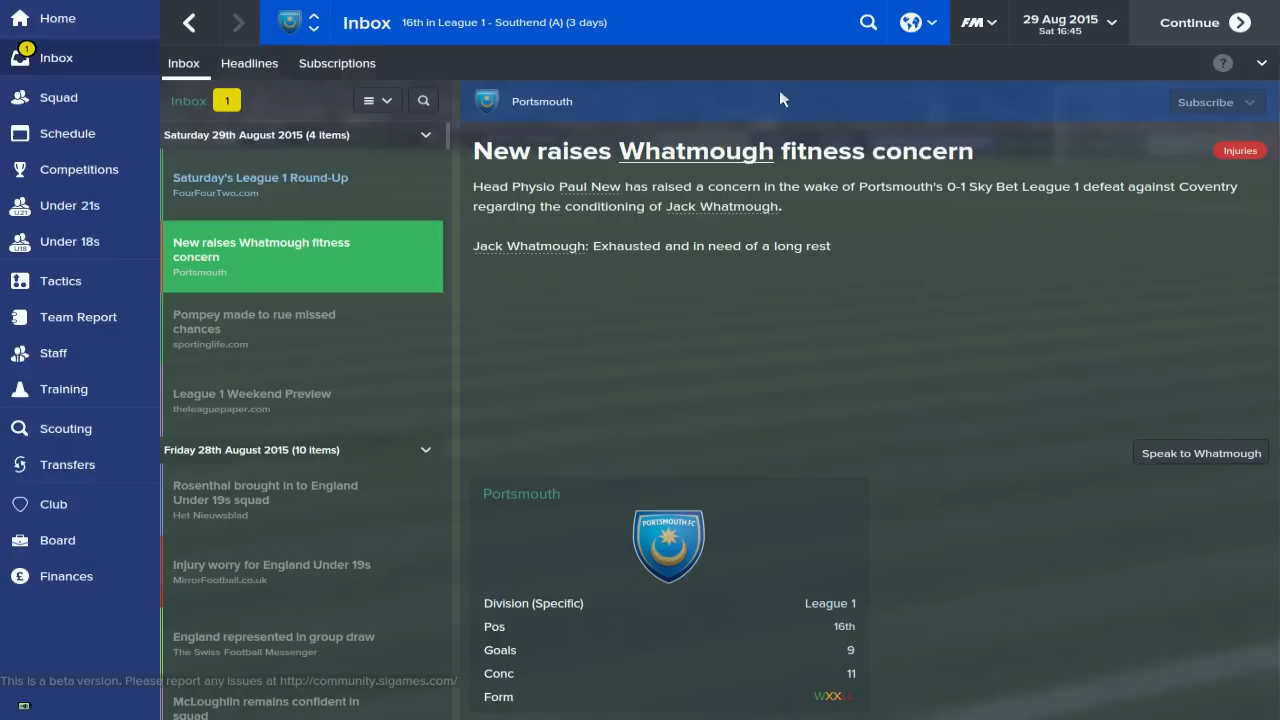 Home
Inbox
16th in League 1 - Southend (A) (3 days)
FM
29 Aug 2015
Sat 16:45
Continue
1
Inbox
Squad
Schedule
Competitions
U21
Under 21s
U18
Under 18s
Tactics
Team Report
Staff
Training
Scouting
Transfers
Club
Board
Finances
Inbox
Headlines
Subscriptions
?
Inbox
1
Saturday 29th August 2015 (4 items)
Saturday's League 1 Round-Up
FourFourTwo.com
New raises Whatmough fitness
concern
Portsmouth
Pompey made to rue missed
chances
sportinglife.com
League 1 Weekend Preview
theleaguepaper.com
Friday 28th August 2015 (10 items)
Rosenthal brought in to England
Under 19s squad
Het Nieuwsblad
Injury worry for England Under 19s
MirrorFootball.co.uk
England represented in group draw
The Swiss Football Messenger
McLoughlin remains confident in
squad
This is a beta version. Please report any issues at http://community.sigames.com/
Portsmouth
Subscribe
New raises Whatmough fitness concern
Injuries
Head Physio Paul New has raised a concern in the wake of Portsmouth's 0-1 Sky Bet League 1 defeat against Coventry
regarding the conditioning of Jack Whatmough.
Jack Whatmough: Exhausted and in need of a long rest
Speak to Whatmough
Portsmouth
PORTSMOUTH FC
Division (Specific)
League 1
Pos
16th
Goals
9
Conc
11
Form
WXXLL